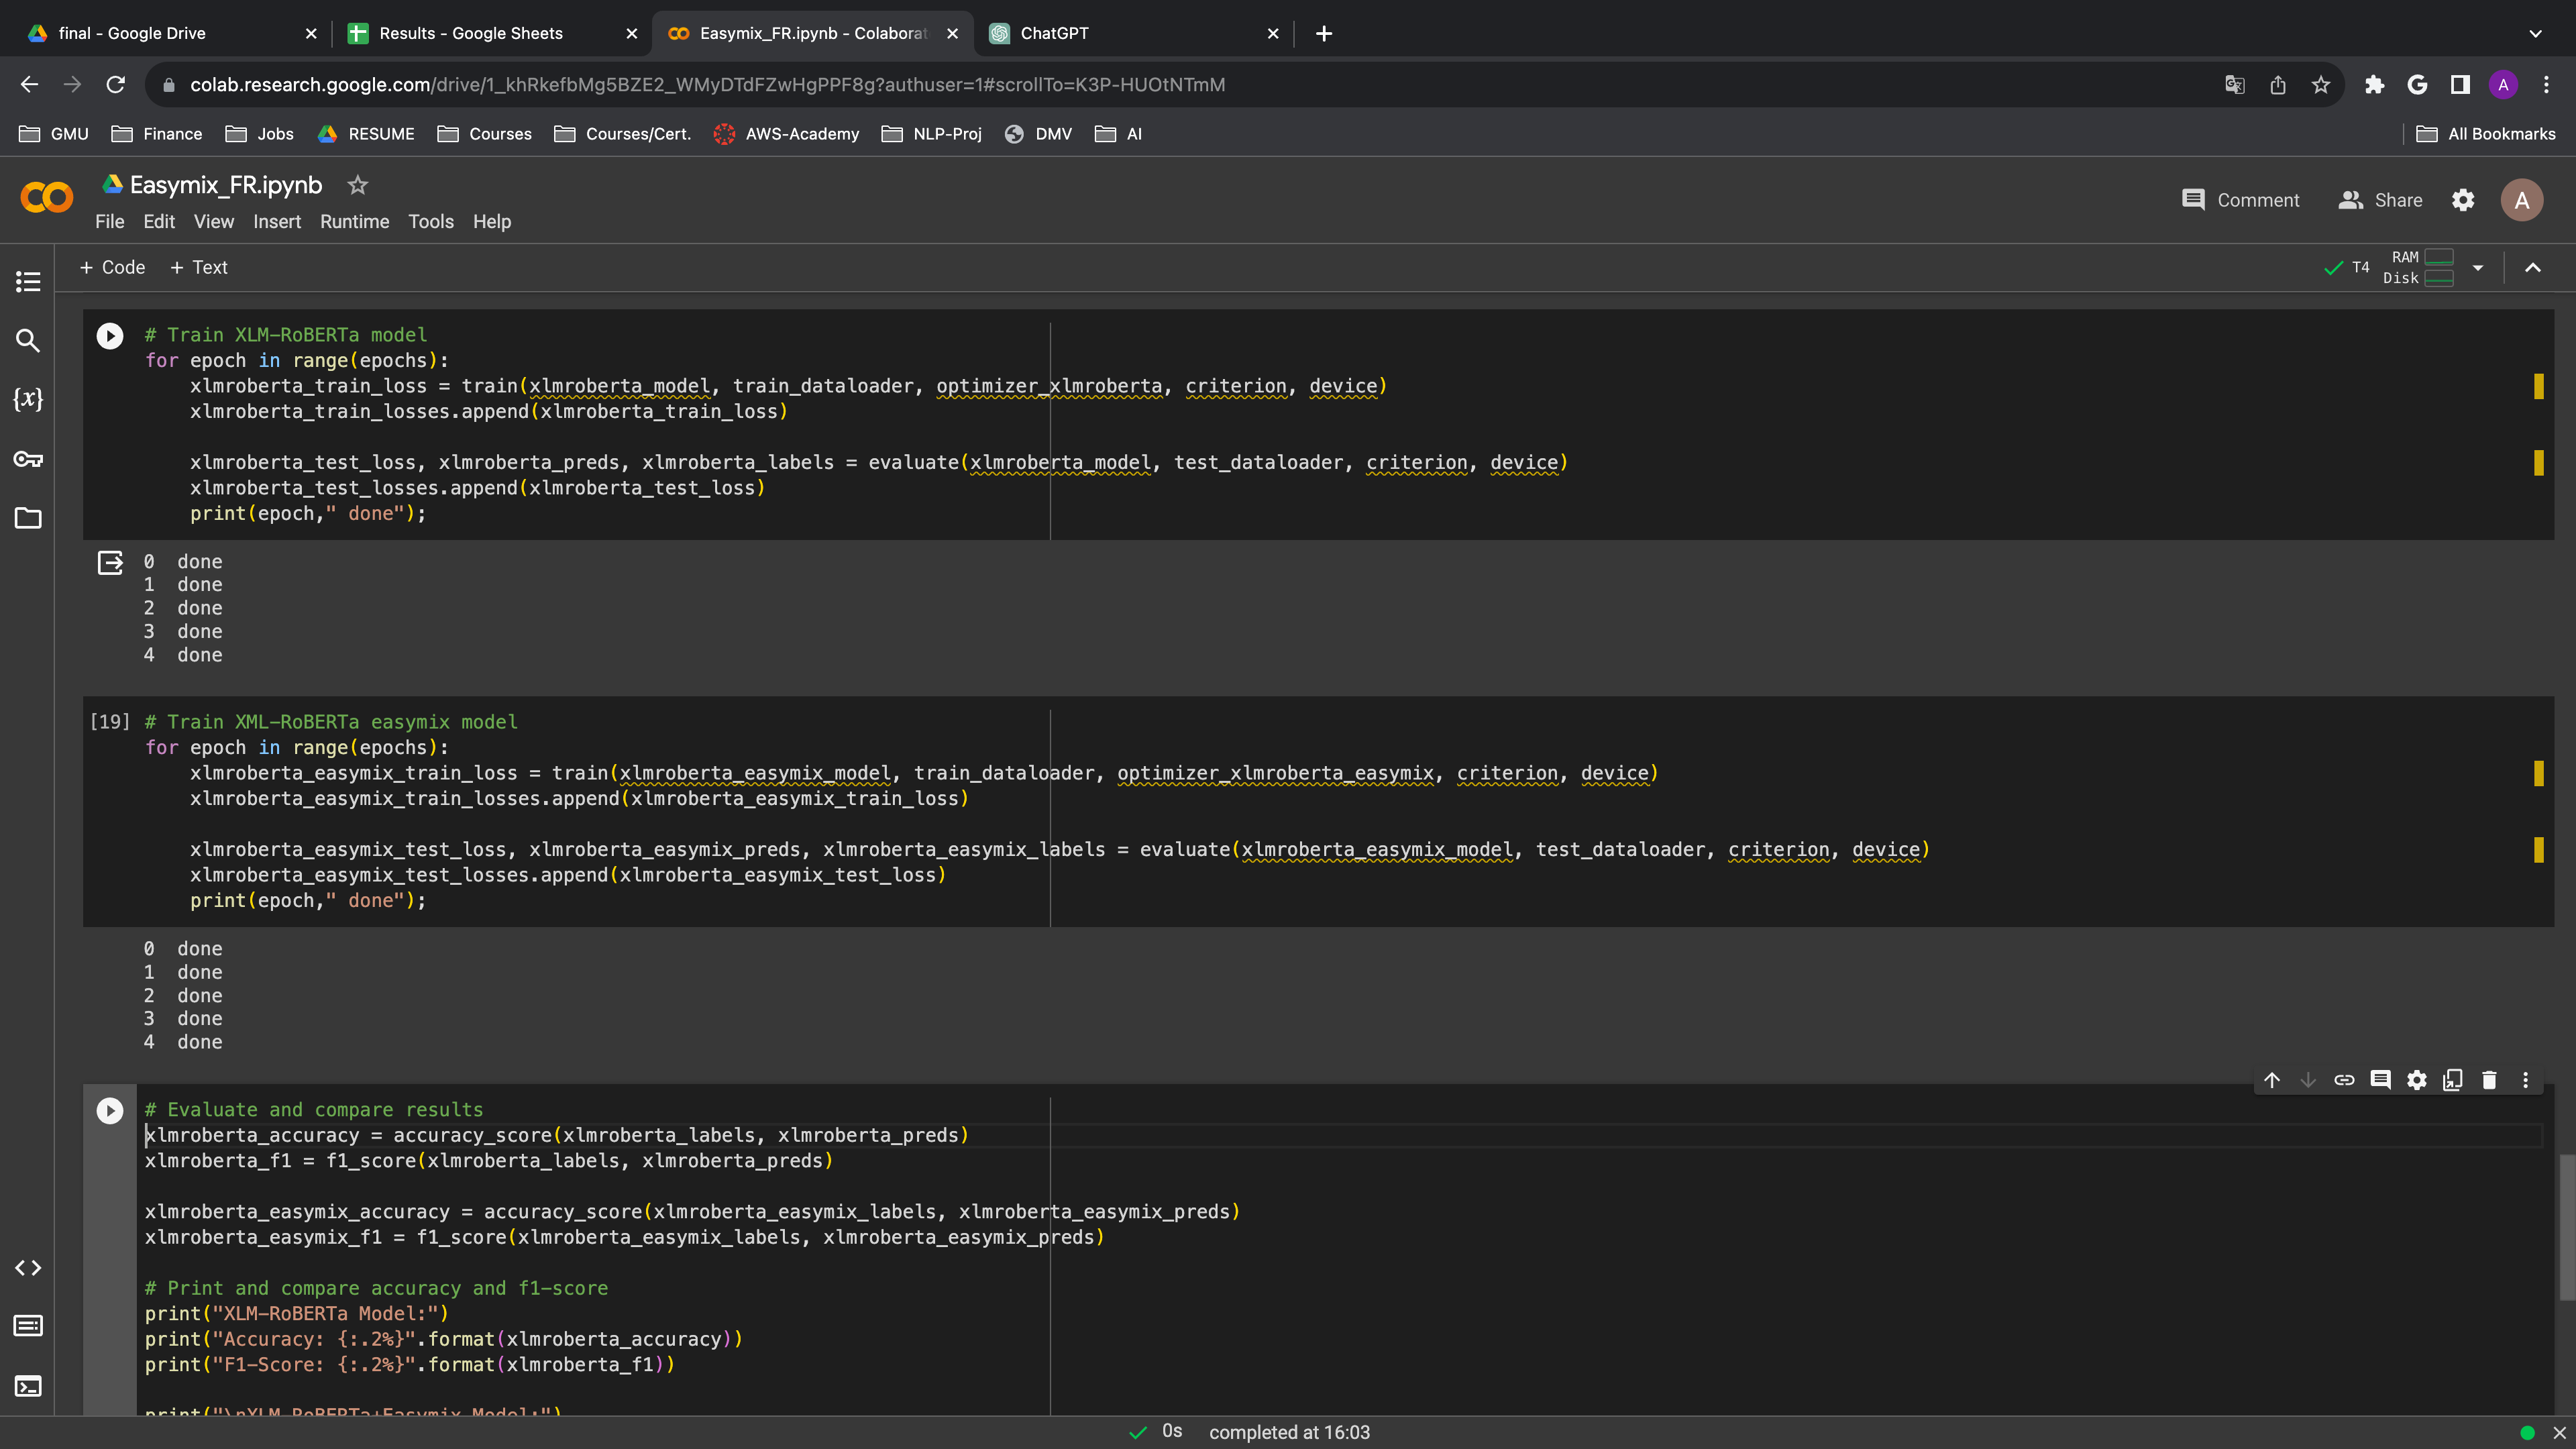 final - Google Drive
Results - Google Sheets
Easymix_FR.ipynb - Colaborat
ChatGPT
colab.research.google.com/drive/1_khRkefbMg5BZE2_WMyDTdFZwHgPPF8g?authuser=1#scrollTo=K3P-HUOtNTmM
A
GMU Finance Jobs RESUME Courses Courses/Cert. AWS-Academy NLP-Proj DMV AI All Bookmarks
Easymix_FR.ipynb
File Edit View Insert Runtime Tools Help
Comment Share A
+ Code + Text
T4 RAM
Disk
{x}
# Train XLM-RoBERTa model
for epoch in range(epochs):
    xlmroberta_train_loss = train(xlmroberta_model, train_dataloader, optimizer_xlmroberta, criterion, device)
    xlmroberta_train_losses.append(xlmroberta_train_loss)
    xlmroberta_test_loss, xlmroberta_preds, xlmroberta_labels = evaluate(xlmroberta_model, test_dataloader, criterion, device)
    xlmroberta_test_losses.append(xlmroberta_test_loss)
    print(epoch," done");
0  done
1  done
2  done
3  done
4  done
[19] # Train XML-RoBERTa easymix model
for epoch in range(epochs):
    xlmroberta_easymix_train_loss = train(xlmroberta_easymix_model, train_dataloader, optimizer_xlmroberta_easymix, criterion, device)
    xlmroberta_easymix_train_losses.append(xlmroberta_easymix_train_loss)
    xlmroberta_easymix_test_loss, xlmroberta_easymix_preds, xlmroberta_easymix_labels = evaluate(xlmroberta_easymix_model, test_dataloader, criterion, device)
    xlmroberta_easymix_test_losses.append(xlmroberta_easymix_test_loss)
    print(epoch," done");
0  done
1  done
2  done
3  done
4  done
# Evaluate and compare results
xlmroberta_accuracy = accuracy_score(xlmroberta_labels, xlmroberta_preds)
xlmroberta_f1 = f1_score(xlmroberta_labels, xlmroberta_preds)
xlmroberta_easymix_accuracy = accuracy_score(xlmroberta_easymix_labels, xlmroberta_easymix_preds)
xlmroberta_easymix_f1 = f1_score(xlmroberta_easymix_labels, xlmroberta_easymix_preds)
# Print and compare accuracy and f1-score
print("XLM-RoBERTa Model:")
print("Accuracy: {:.2%}".format(xlmroberta_accuracy))
print("F1-Score: {:.2%}".format(xlmroberta_f1))
print("\nXLM-RoBERTa+Easymix Model:")
0s completed at 16:03